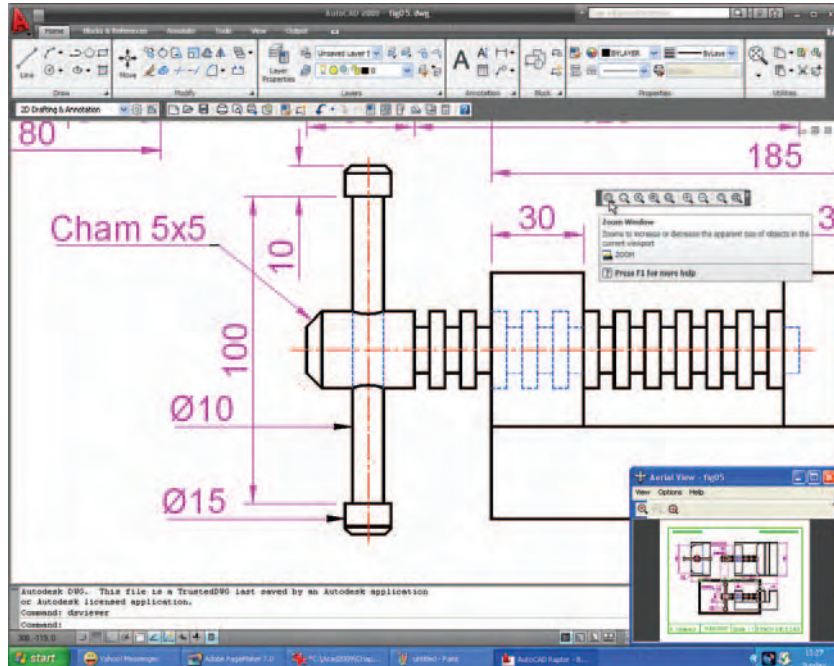 AutoCAD 2009 - fig05.dwg
Home Blocks & References Annotate Tools View Output
Line
Move
Layer Properties
Unsaved Layer S
0
BYLAYER
ByLaye
Draw
Modify
Layers
Annotation
Block
Properties
Utilities
2D Drafting & Annotation
80
185
Cham 5x5
10
30
100
Ø10
Ø15
Zoom Window
Zooms to increase or decrease the apparent size of objects in the
current viewport
ZOOM
Press F1 for more help
Aerial View - fig05
View Options Help
Autodesk DWG. This file is a TrustedDWG last saved by an Autodesk application
or Autodesk licensed application.
Command: dsviewer
Command:
start
Yahoo! Messenger
Adobe PageMaker 7.0
untitled - Paint
AutoCAD Raptor - B...